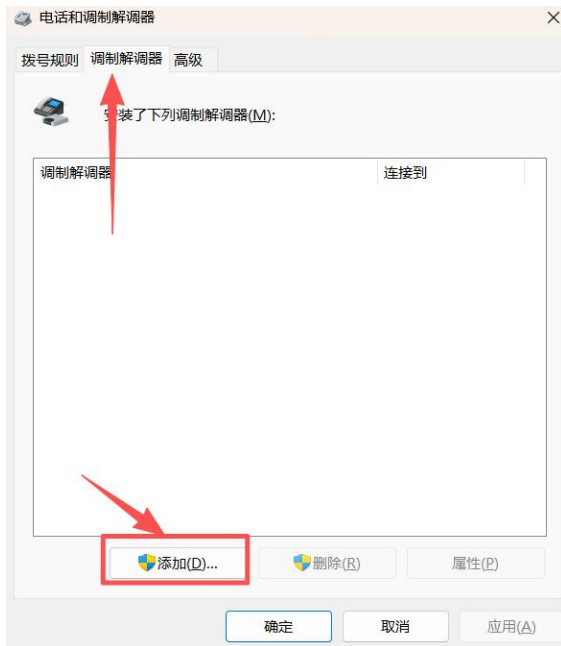 电话和调制解调器
拨号规则 调制解调器 高级
安装了下列调制解调器(M):
调制解调器 连接到
添加(D)... 删除(R) 属性(P)
确定 取消 应用(A)